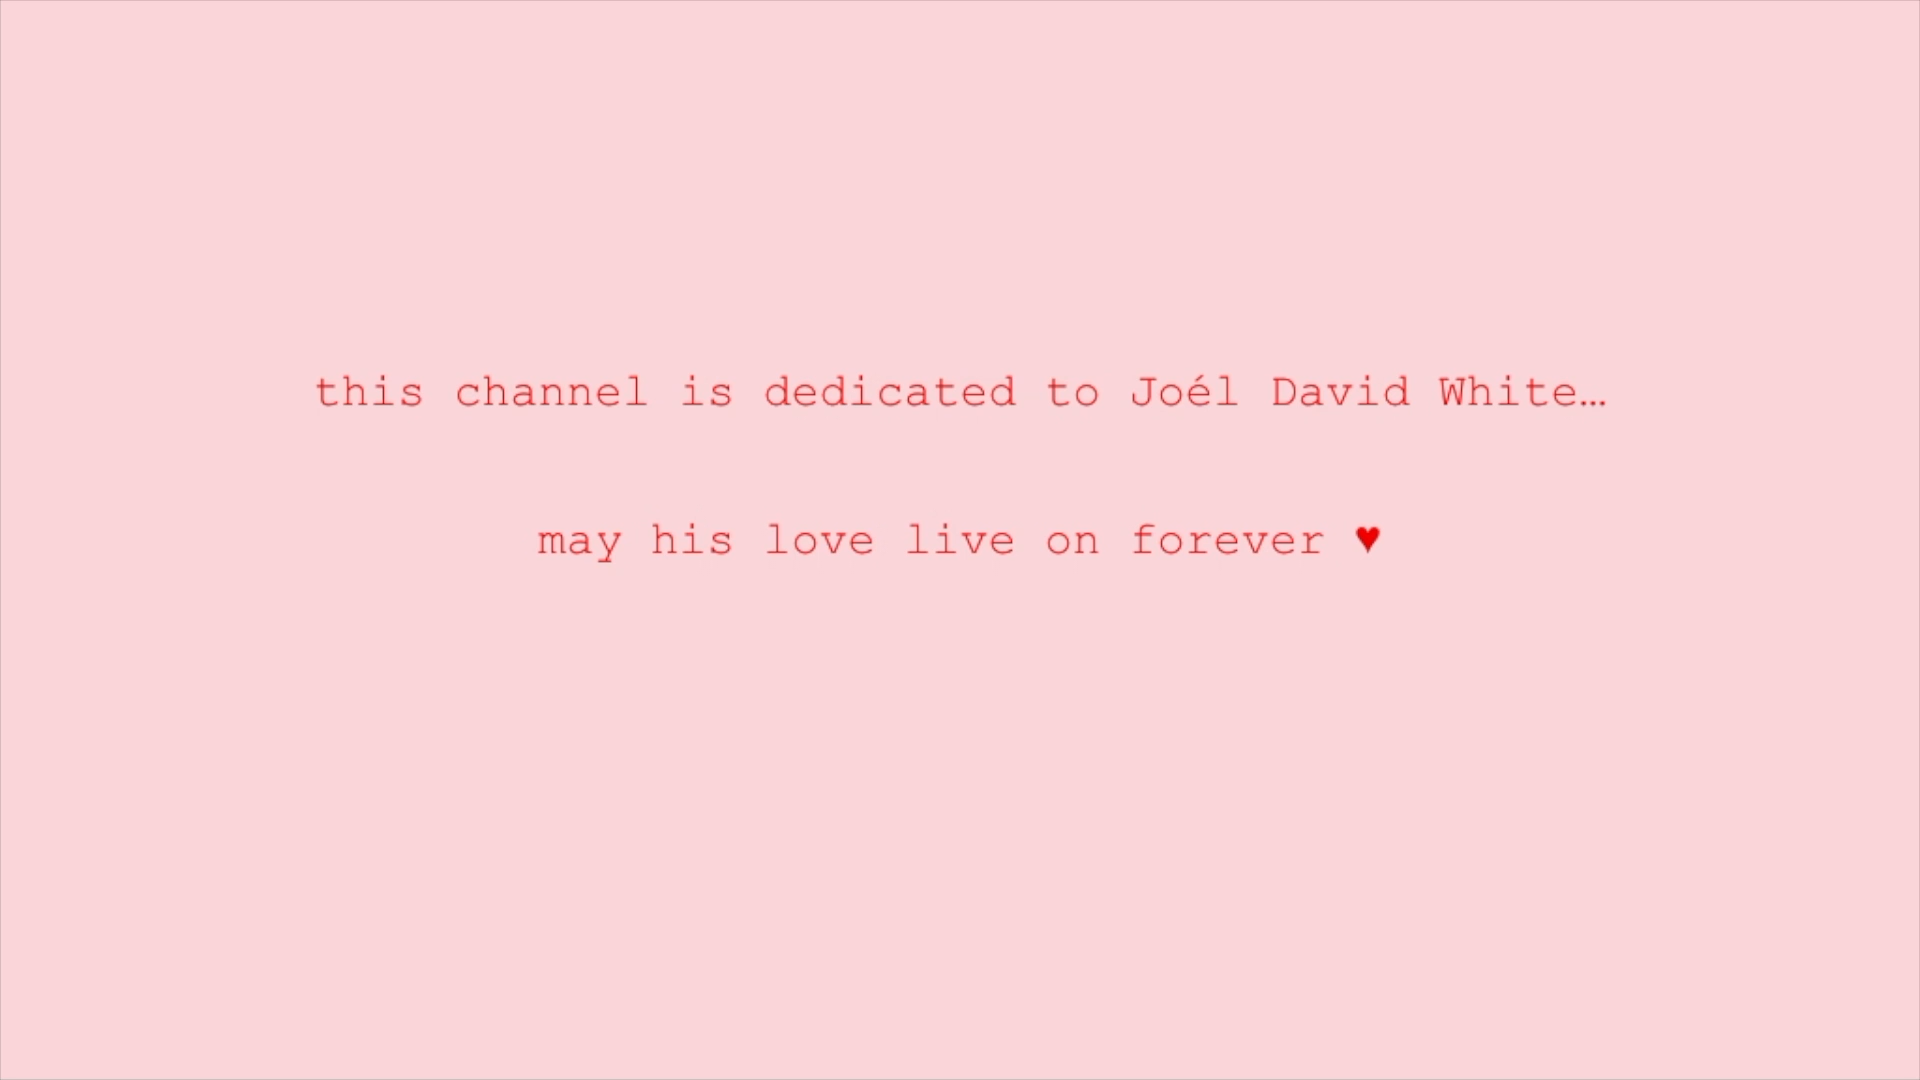 this channel is dedicated to Joél David White…
may his love live on forever ♥